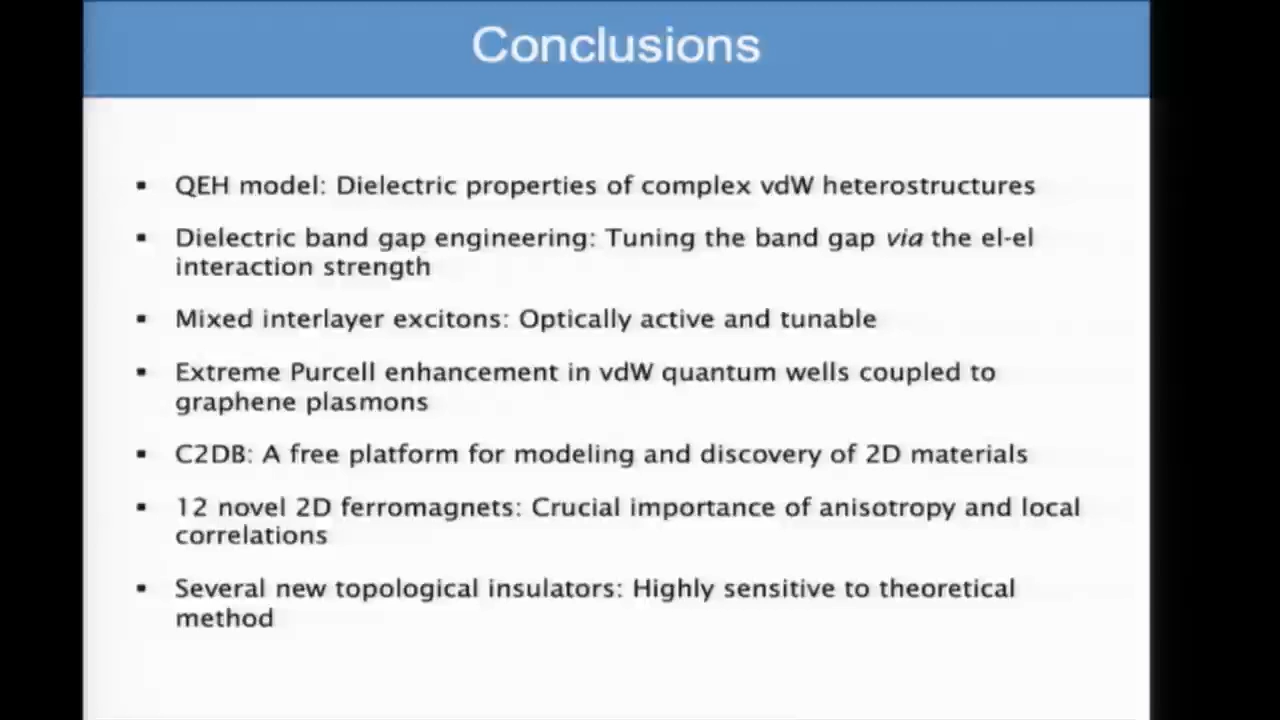 Conclusions
▪ QEH model: Dielectric properties of complex vdW heterostructures
▪ Dielectric band gap engineering: Tuning the band gap via the el-el
interaction strength
▪ Mixed interlayer excitons: Optically active and tunable
▪ Extreme Purcell enhancement in vdW quantum wells coupled to
graphene plasmons
▪ C2DB: A free platform for modeling and discovery of 2D materials
▪ 12 novel 2D ferromagnets: Crucial importance of anisotropy and local
correlations
▪ Several new topological insulators: Highly sensitive to theoretical
method